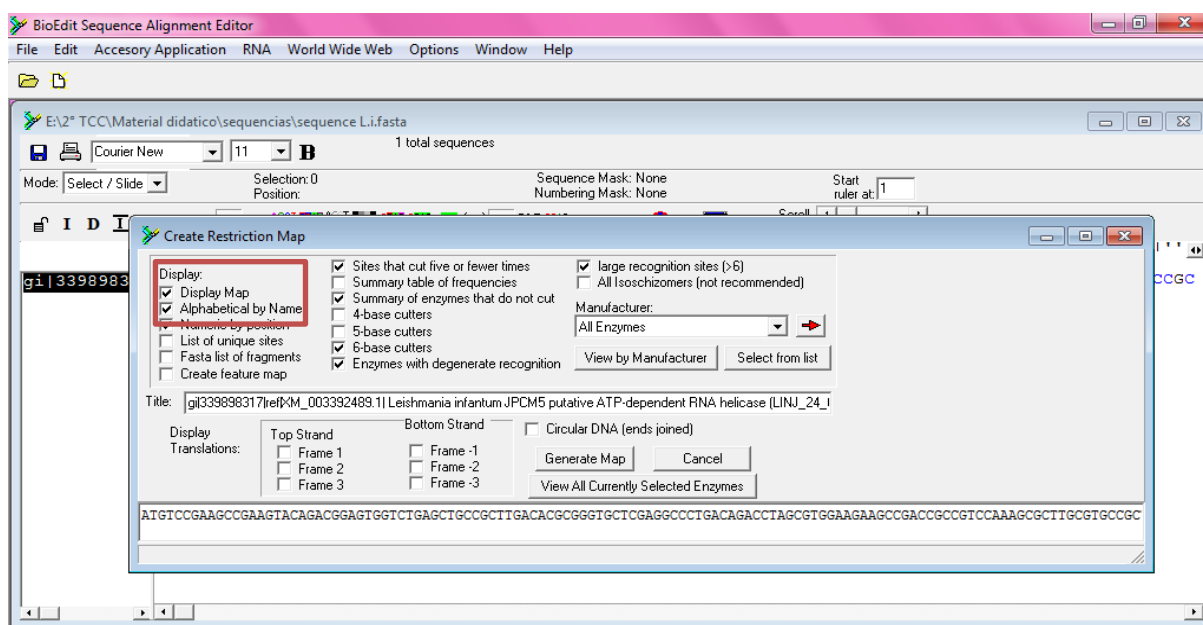 BioEdit Sequence Alignment Editor
File Edit Accesory Application RNA World Wide Web Options Window Help
E:\2° TCC\Material didatico\sequencias\sequence L.i.fasta
Courier New 11 B 1 total sequences
Mode: Select / Slide Selection: 0 Sequence Mask: None Start
Position: Numbering Mask: None ruler at: 1
I D I
Create Restriction Map
gi|3398983
CCGC
Display:
Display Map
Alphabetical by Name
Numeric by position
List of unique sites
Fasta list of fragments
Create feature map
Sites that cut five or fewer times
Summary table of frequencies
Summary of enzymes that do not cut
4-base cutters
5-base cutters
6-base cutters
Enzymes with degenerate recognition
large recognition sites (>6)
All Isoschizomers (not recommended)
Manufacturer:
All Enzymes
View by Manufacturer Select from list
Title: gi|339898317|ref|XM_003392489.1| Leishmania infantum JPCM5 putative ATP-dependent RNA helicase (LINJ_24_
Display
Translations:
Top Strand
Frame 1
Frame 2
Frame 3
Bottom Strand
Frame -1
Frame -2
Frame -3
Circular DNA (ends joined)
Generate Map Cancel
View All Currently Selected Enzymes
ATGTCCGAAGCCGAAGTACAGACGGAGTGGTCTGAGCTGCCGCTTGACACGCGGGTGCTCGAGGCCCTGACAGACCTAGCGTGGAAGAAGCCGACCGCCGTCCAAAGCGCTTGCGTGCCGC